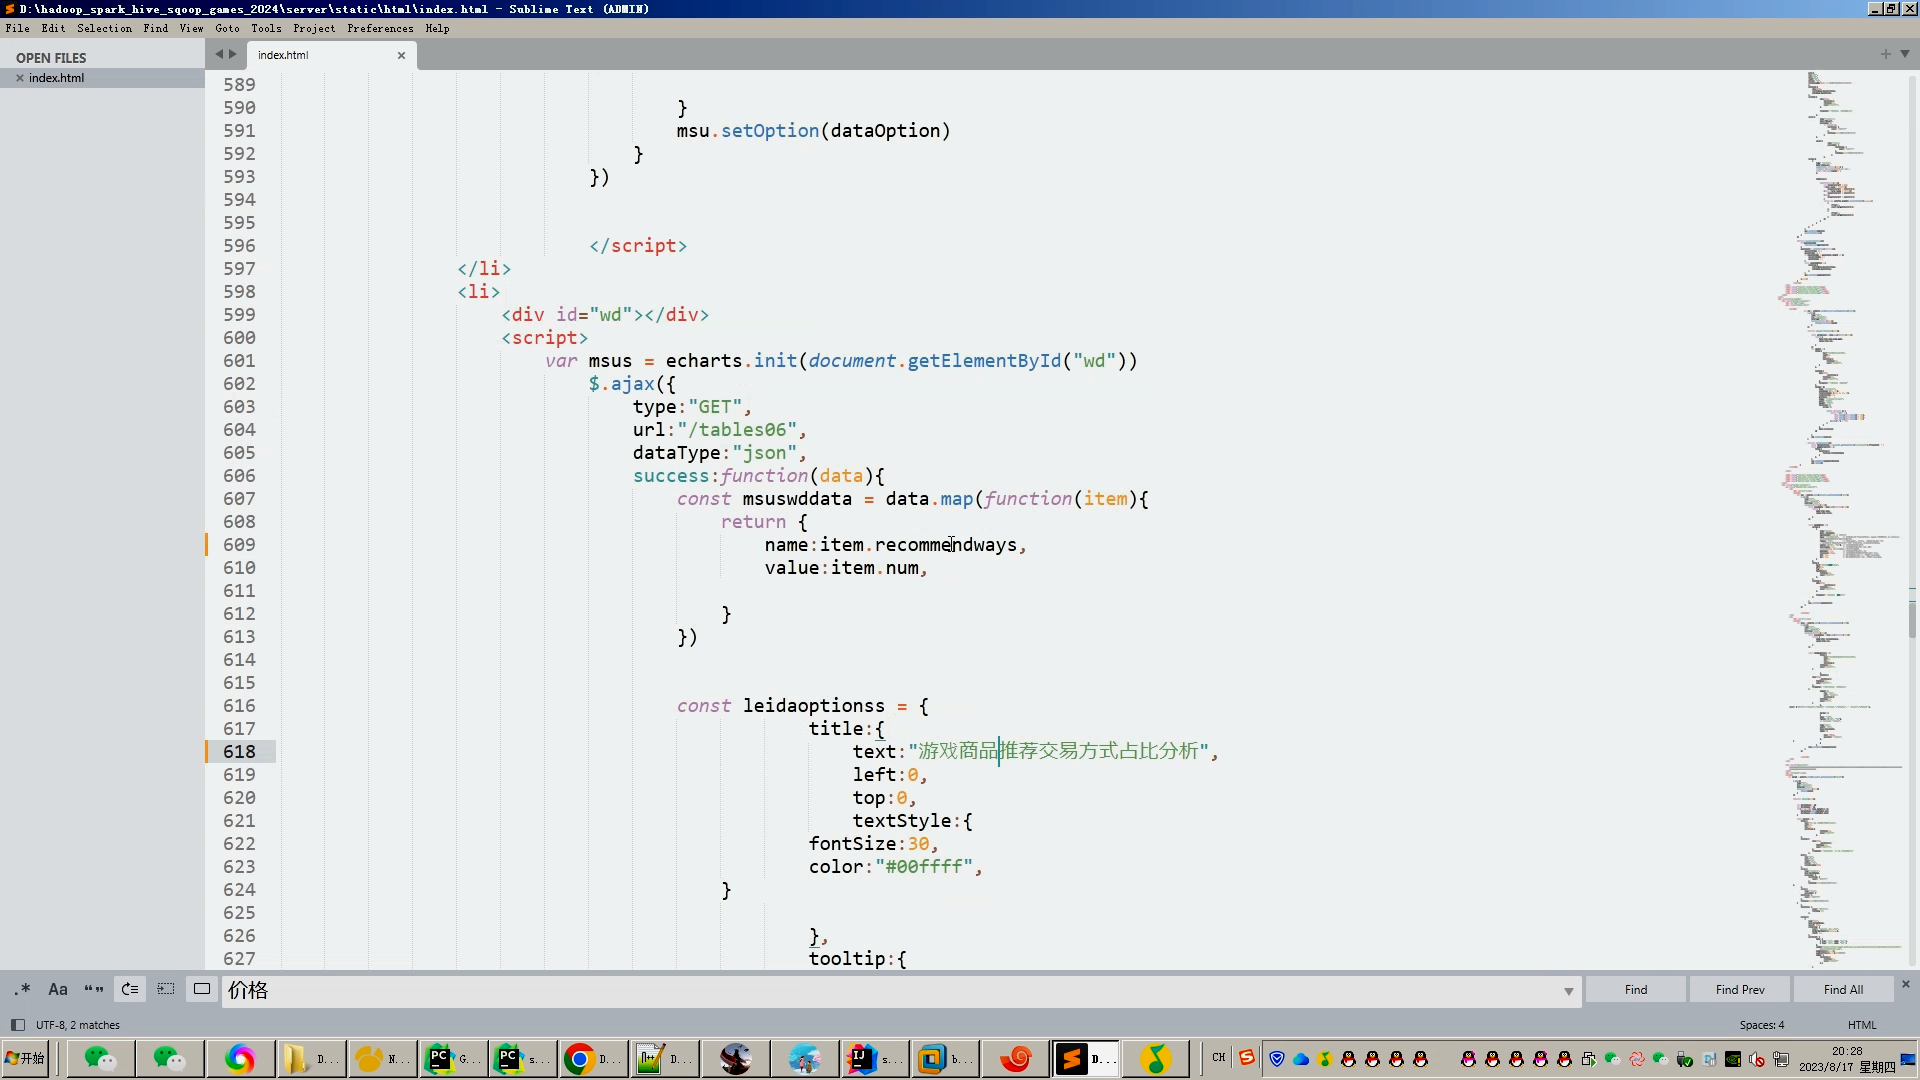 D:\hadoop_spark_hive_sqoop_games_2024\server\static\html\index.html - Sublime Text (ADMIN)
File Edit Selection Find View Goto Tools Project Preferences Help
OPEN FILES
index.html
index.html
589
590 }
591 msu.setOption(dataOption)
592 }
593 })
594
595
596 </script>
597 </li>
598 <li>
599 <div id="wd"></div>
600 <script>
601 var msus = echarts.init(document.getElementById("wd"))
602 $.ajax({
603 type:"GET",
604 url:"/tables06",
605 dataType:"json",
606 success:function(data){
607 const msuswddata = data.map(function(item){
608 return {
609 name:item.recommendways,
610 value:item.num,
611
612 }
613 })
614
615
616 const leidaoptionss = {
617 title:{
618 text:"游戏商品推荐交易方式占比分析",
619 left:0,
620 top:0,
621 textStyle:{
622 fontSize:30,
623 color:"#00ffff",
624 }
625
626 },
627 tooltip:{
.* Aa “” 价格 Find Find Prev Find All
UTF-8, 2 matches Spaces: 4 HTML
开始 D... N... G... s... D... D... s... b... D... CH 20:28
2023/8/17 星期四